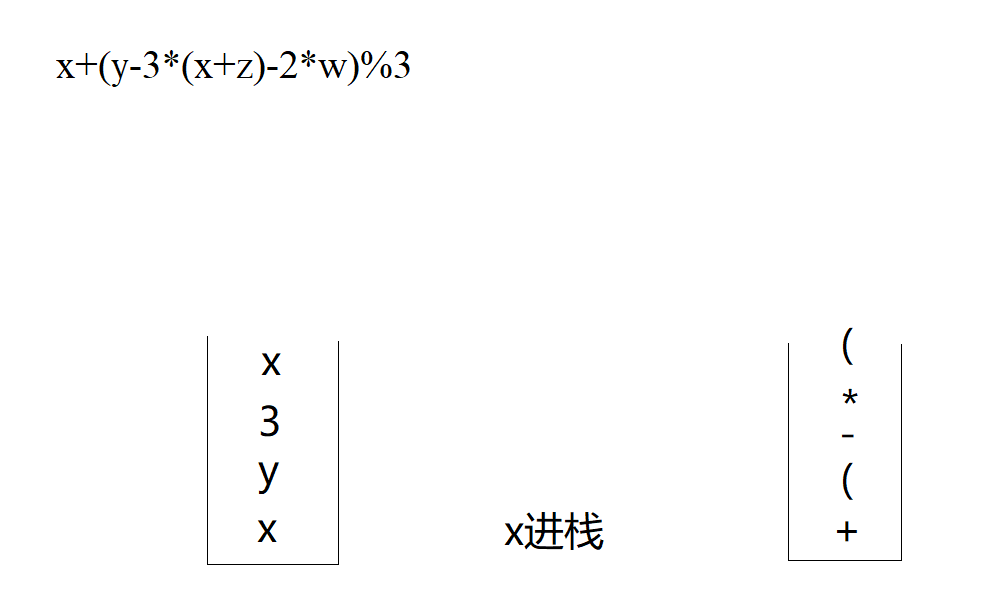 x+(y-3*(x+z)-2*w)%3
x
3
y
x
x进栈
(
*
-
(
+